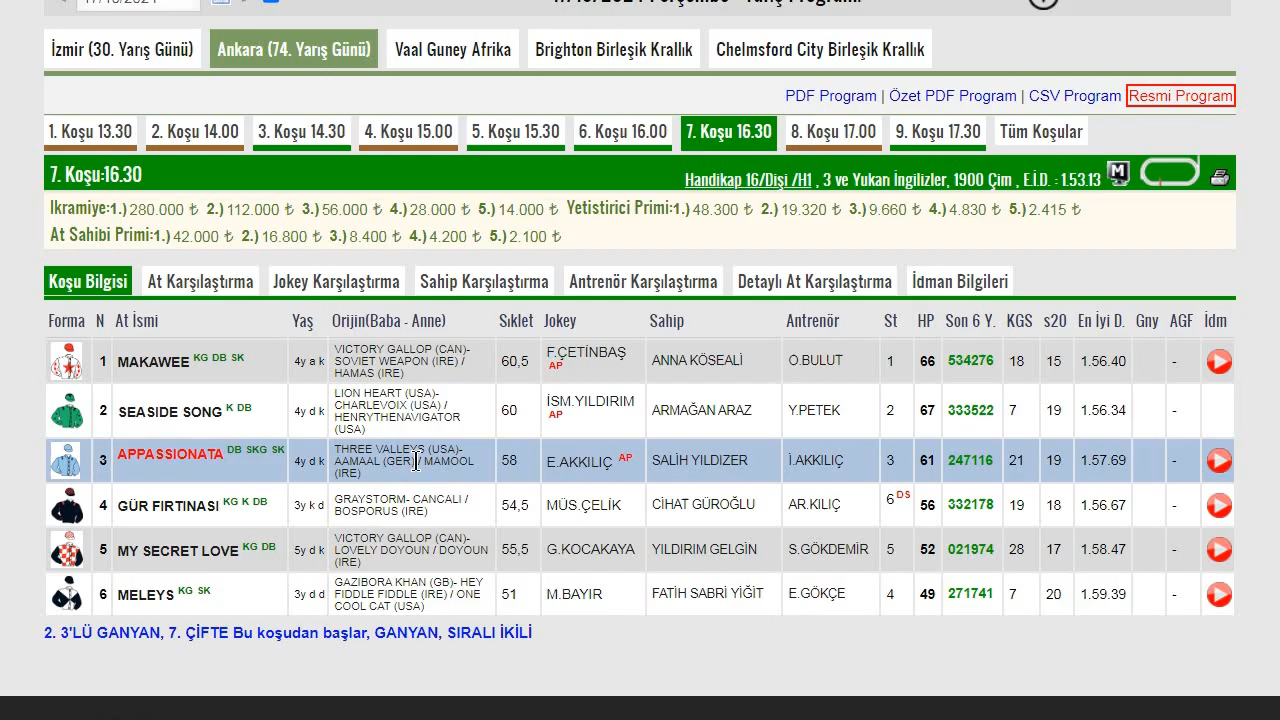 İzmir (30. Yarış Günü) Ankara (74. Yarış Günü) Vaal Guney Afrika Brighton Birleşik Krallık Chelmsford City Birleşik Krallık
PDF Program | Özet PDF Program | CSV Program Resmi Program
1. Koşu 13.30 2. Koşu 14.00 3. Koşu 14.30 4. Koşu 15.00 5. Koşu 15.30 6. Koşu 16.00 7. Koşu 16.30 8. Koşu 17.00 9. Koşu 17.30 Tüm Koşular
7. Koşu:16.30 Handikap 16/Dişi /H1 , 3 ve Yukarı İngilizler, 1900 Çim , E.İ.D. : 1.53.13 M
Ikramiye:1.) 280.000 ₺ 2.) 112.000 ₺ 3.) 56.000 ₺ 4.) 28.000 ₺ 5.) 14.000 ₺ Yetistirici Primi:1.) 48.300 ₺ 2.) 19.320 ₺ 3.) 9.660 ₺ 4.) 4.830 ₺ 5.) 2.415 ₺
At Sahibi Primi:1.) 42.000 ₺ 2.) 16.800 ₺ 3.) 8.400 ₺ 4.) 4.200 ₺ 5.) 2.100 ₺
Koşu Bilgisi At Karşılaştırma Jokey Karşılaştırma Sahip Karşılaştırma Antrenör Karşılaştırma Detaylı At Karşılaştırma İdman Bilgileri
Forma N At İsmi Yaş Orijin(Baba - Anne) Sıklet Jokey Sahip Antrenör St HP Son 6 Y. KGS s20 En İyi D. Gny AGF İdm
1 MAKAWEE KG DB SK 4y a k VICTORY GALLOP (CAN)- SOVIET WEAPON (IRE) / HAMAS (IRE) 60,5 F.ÇETİNBAŞ AP ANNA KÖSEALİ O.BULUT 1 66 534276 18 15 1.56.40 -
2 SEASIDE SONG K DB 4y d k LION HEART (USA)- CHARLEVOIX (USA) / HENRYTHENAVIGATOR (USA) 60 İSM.YILDIRIM AP ARMAĞAN ARAZ Y.PETEK 2 67 333522 7 19 1.56.34 -
3 APPASSIONATA DB SKG SK 4y d k THREE VALLEYS (USA)- AAMAAL (GER) / MAMOOL (IRE) 58 E.AKKILIÇ AP SALİH YILDIZER İ.AKKILIÇ 3 61 247116 21 19 1.57.69 -
4 GÜR FIRTINASI KG K DB 3y k d GRAYSTORM- CANCALI / BOSPORUS (IRE) 54,5 MÜS.ÇELİK CİHAT GÜROĞLU AR.KILIÇ 6 DS 56 332178 19 18 1.56.67 -
5 MY SECRET LOVE KG DB 5y d k VICTORY GALLOP (CAN)- LOVELY DOYOUN / DOYOUN (IRE) 55,5 G.KOCAKAYA YILDIRIM GELGİN S.GÖKDEMİR 5 52 021974 28 17 1.58.47 -
6 MELEYS KG SK 3y d d GAZIBORA KHAN (GB)- HEY FIDDLE FIDDLE (IRE) / ONE COOL CAT (USA) 51 M.BAYIR FATİH SABRİ YİĞİT E.GÖKÇE 4 49 271741 7 20 1.59.39 -
2. 3'LÜ GANYAN, 7. ÇİFTE Bu koşudan başlar, GANYAN, SIRALI İKİLİ